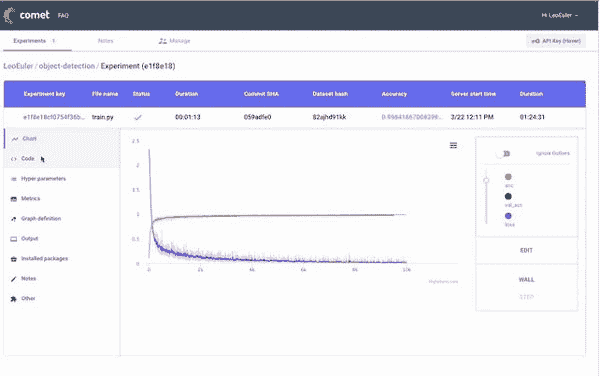 comet FAQ Hi LeoEuler
Experiments 1 Notes Manage API Key (Hover)
LeoEuler / object-detection / Experiment (e1f8e18)
Experiment key File name Status Duration Commit SHA Dataset hash Accuracy Server start time Duration
train.py 00:01:13 059adfe0 82ajhd91kk 3/22 12:11 PM 01:24:31
Chart
Code
Hyper parameters
Metrics
Graph definition
Output
Installed packages
Notes
Other
2.5
2
1.5
1
0.5
0
0 2k 4k 6k 8k 10k
Highcharts.com
Ignore Outliers
acc
val_acc
loss
EDIT
WALL
STEP